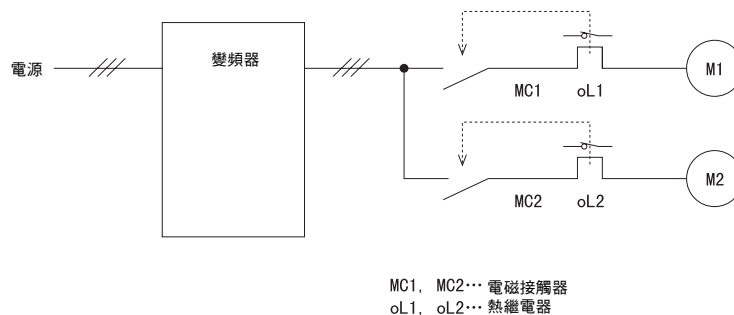 電源
變頻器
MC1
oL1
M1
MC2
oL2
M2
MC1, MC2… 電磁接觸器
oL1, oL2… 熱繼電器